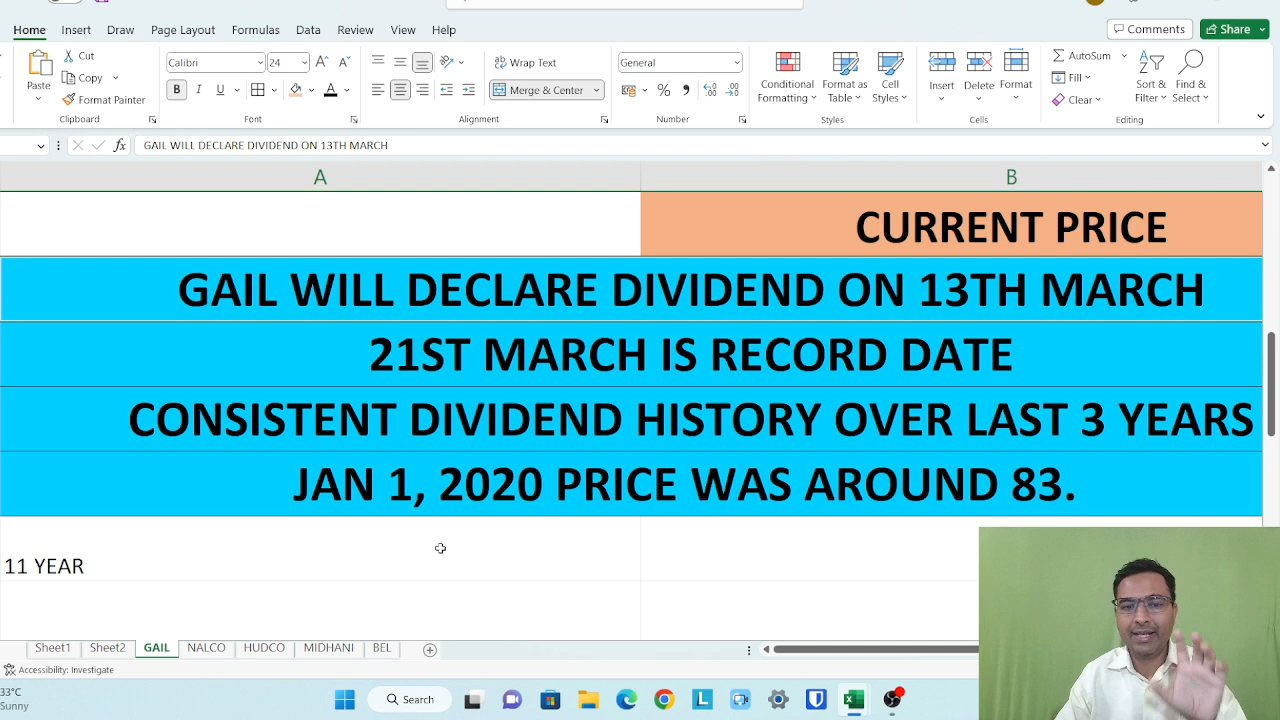 Home Insert Draw Page Layout Formulas Data Review View Help Comments Share
Cut
Copy
Format Painter
Paste
Calibri 24
B I U A
Wrap Text
Merge & Center
General
Conditional Formatting
Format as Table
Cell Styles
Insert Delete Format
AutoSum
Fill
Clear
Sort & Filter
Find & Select
Clipboard Font Alignment Number Styles Cells Editing
fx GAIL WILL DECLARE DIVIDEND ON 13TH MARCH
A B
CURRENT PRICE
GAIL WILL DECLARE DIVIDEND ON 13TH MARCH
21ST MARCH IS RECORD DATE
CONSISTENT DIVIDEND HISTORY OVER LAST 3 YEARS
JAN 1, 2020 PRICE WAS AROUND 83.
11 YEAR
Sheet1 Sheet2 GAIL NALCO HUDCO MIDHANI BEL
Accessibility: Investigate
33°C
Sunny
Search